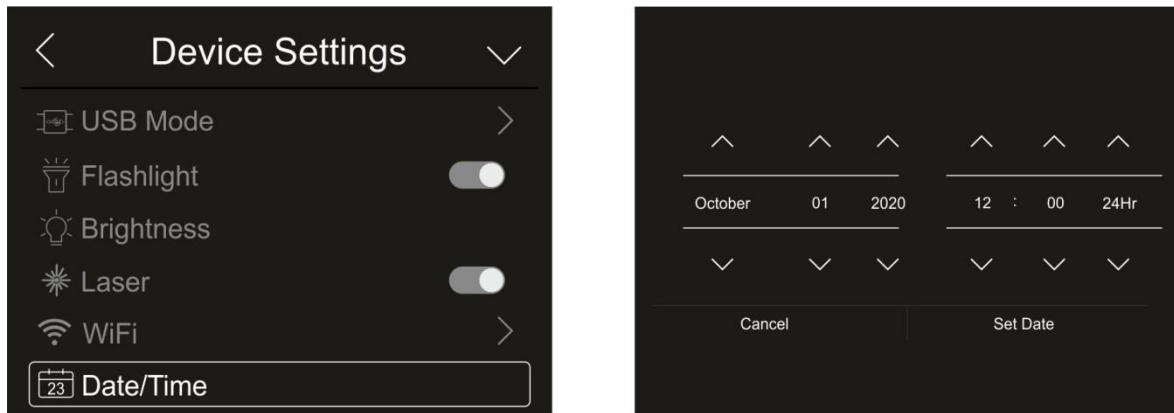 Device Settings
USB Mode
Flashlight
Brightness
Laser
WiFi
23 Date/Time
October 01 2020 12 : 00 24Hr
Cancel Set Date